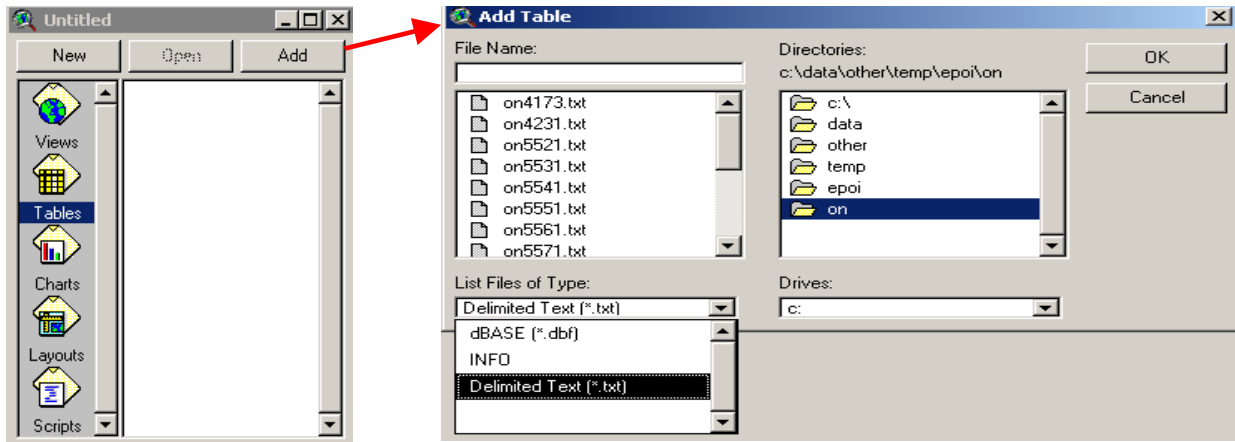 Untitled
New Open Add
Views
Tables
Charts
Layouts
Scripts
Add Table
File Name:
on4173.txt
on4231.txt
on5521.txt
on5531.txt
on5541.txt
on5551.txt
on5561.txt
on5571.txt
List Files of Type:
Delimited Text (*.txt)
dBASE (*.dbf)
INFO
Delimited Text (*.txt)
Directories:
c:\data\other\temp\epoi\on
c:\
data
other
temp
epoi
on
Drives:
c:
OK
Cancel